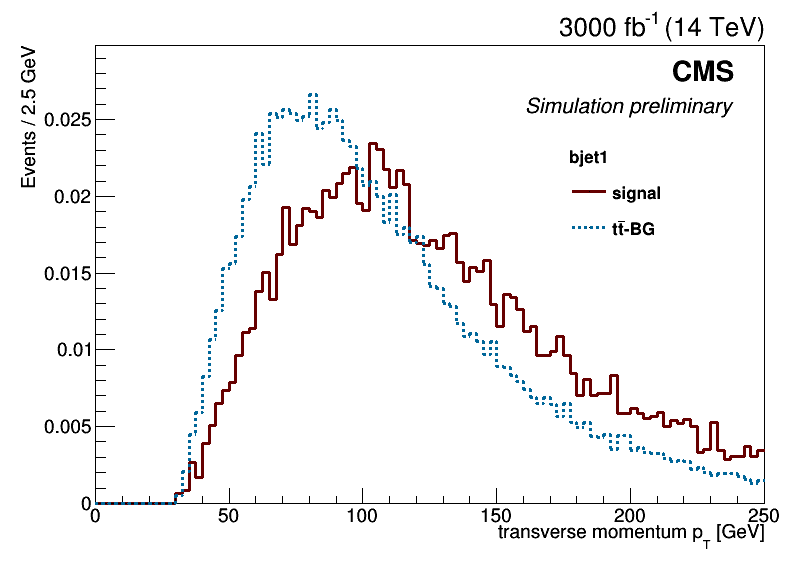 3000 fb-1 (14 TeV)
Events / 2.5 GeV
CMS
Simulation preliminary
bjet1
signal
tt̄-BG
0.025
0.02
0.015
0.01
0.005
0
0 50 100 150 200 250
transverse momentum pT [GeV]